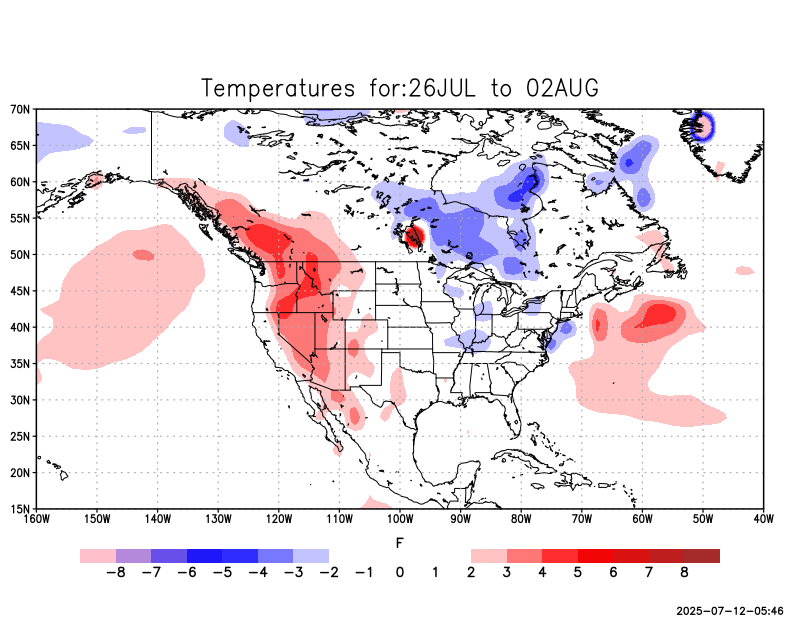 Temperatures for:26JUL to 02AUG
70N
65N
60N
55N
50N
45N
40N
35N
30N
25N
20N
15N
160W 150W 140W 130W 120W 110W 100W 90W 80W 70W 60W 50W 40W
F
−8 −7 −6 −5 −4 −3 −2 −1 0 1 2 3 4 5 6 7 8
2025-07-12-05:46